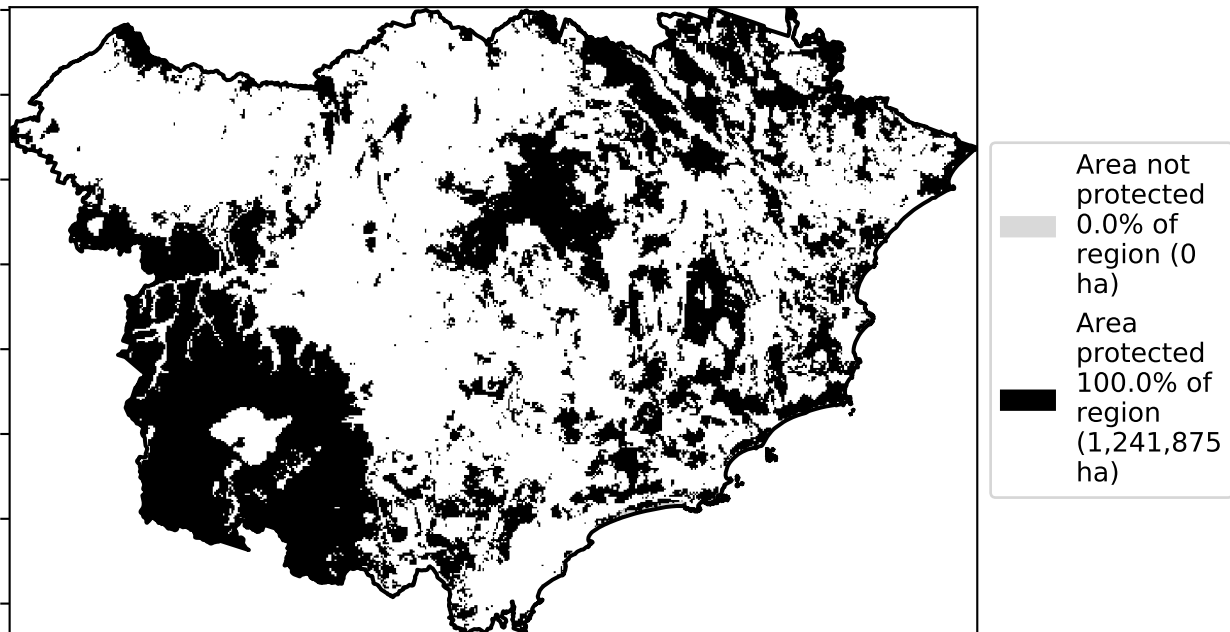 Area not
protected
0.0% of
region (0
ha)
Area
protected
100.0% of
region
(1,241,875
ha)